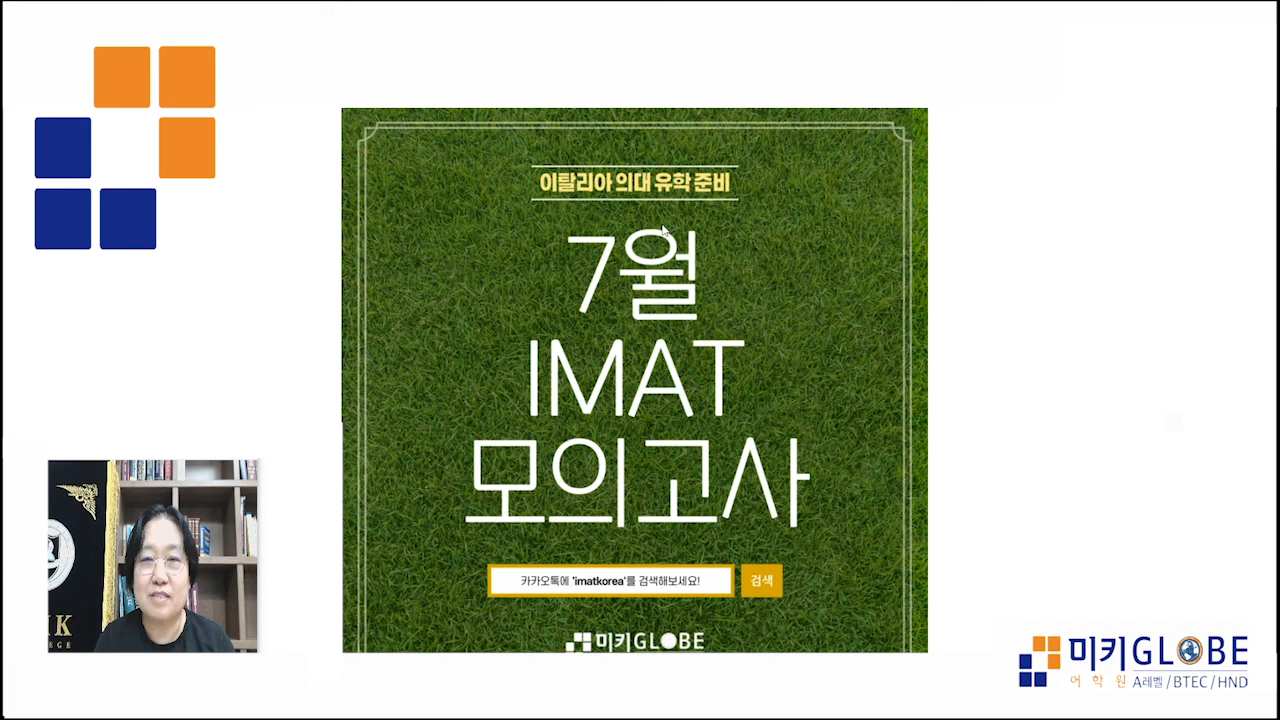 이탈리아 의대 유학 준비
7월
IMAT
모의고사
카카오톡에 'imatkorea'를 검색해보세요!
검색
미키GLOBE
미키GLOBE
어학원 A레벨/BTEC/HND